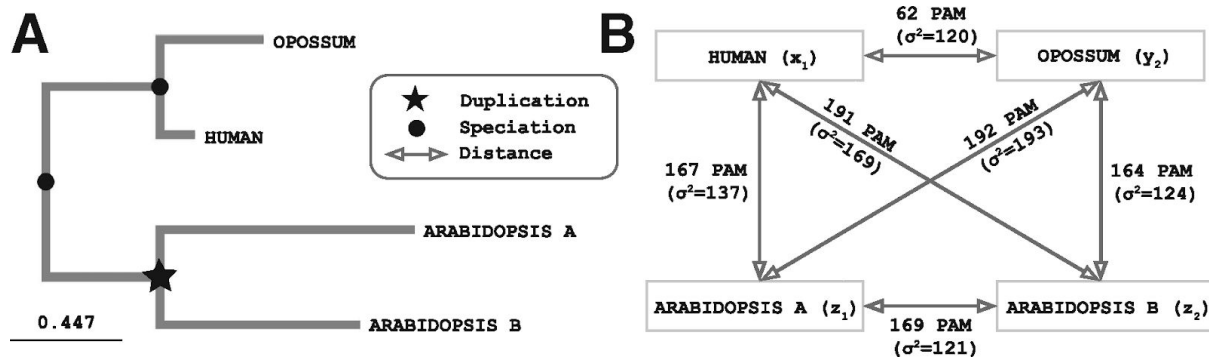 A
OPOSSUM
HUMAN
ARABIDOPSIS A
ARABIDOPSIS B
0.447
Duplication
Speciation
Distance
B
62 PAM
(σ²=120)
HUMAN (x₁)
OPOSSUM (y₂)
191 PAM
(σ²=169)
192 PAM
(σ²=193)
167 PAM
(σ²=137)
164 PAM
(σ²=124)
ARABIDOPSIS A (z₁)
ARABIDOPSIS B (z₂)
169 PAM
(σ²=121)